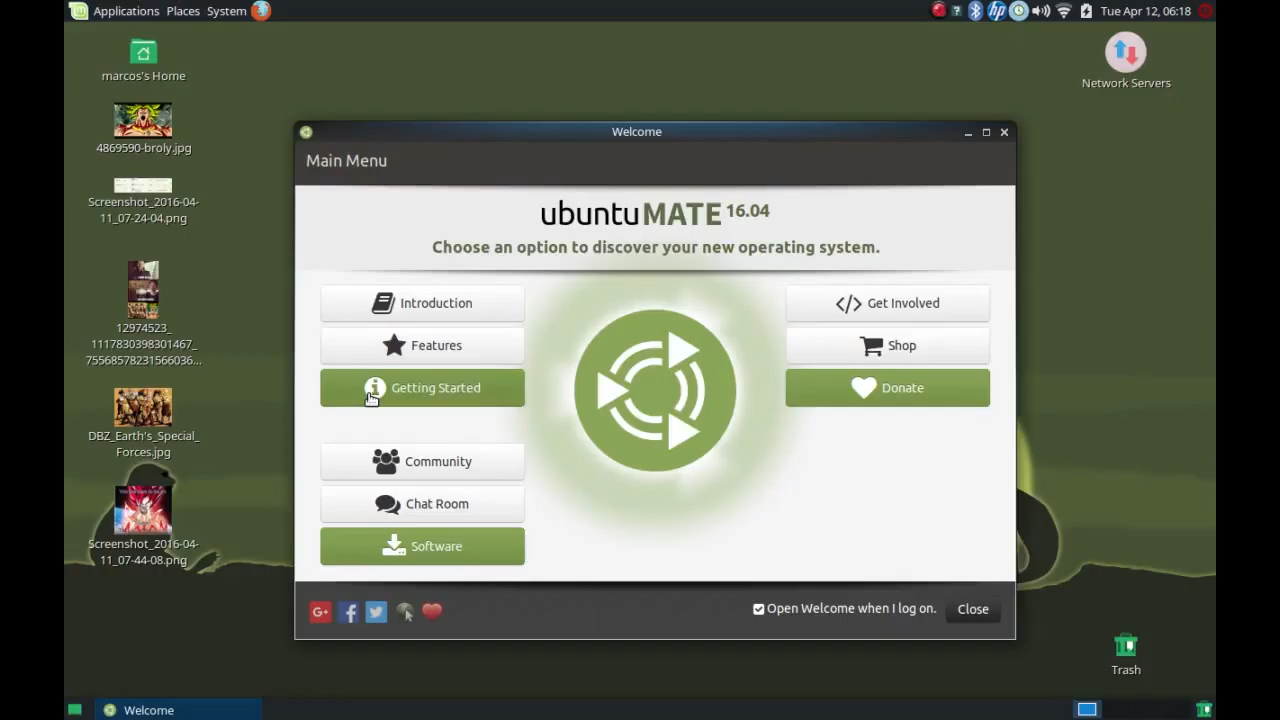 Applications Places System
Tue Apr 12, 06:18
marcos's Home
4869590-broly.jpg
Screenshot_2016-04-
11_07-24-04.png
12974523_
1117830398301467_
75568578231566036...
DBZ_Earth's_Special_
Forces.jpg
Screenshot_2016-04-
11_07-44-08.png
Network Servers
Welcome
Main Menu
ubuntu MATE 16.04
Choose an option to discover your new operating system.
Introduction
Features
Getting Started
Community
Chat Room
Software
Get Involved
Shop
Donate
G+
Open Welcome when I log on.
Close
Trash
Welcome